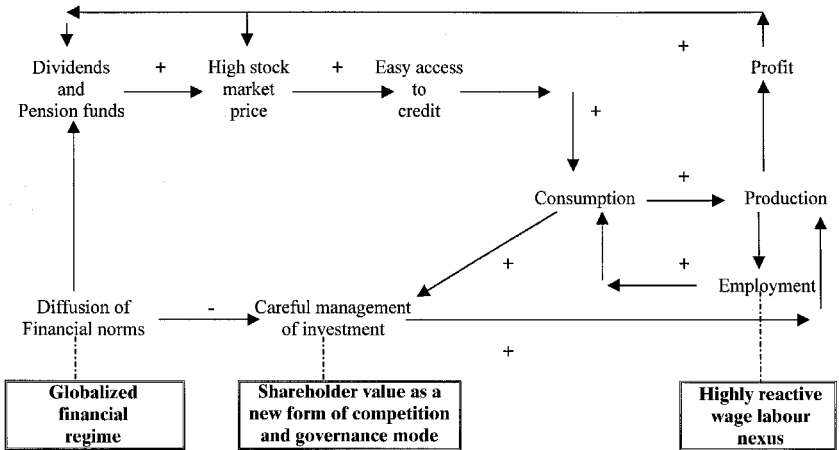 +
Dividends
and
Pension funds
+
High stock
market
price
+
Easy access
to
credit
Profit
+
Consumption
+
Production
+
+
Employment
Diffusion of
Financial norms
-
Careful management
of investment
+
Globalized
financial
regime
Shareholder value as a
new form of competition
and governance mode
Highly reactive
wage labour
nexus